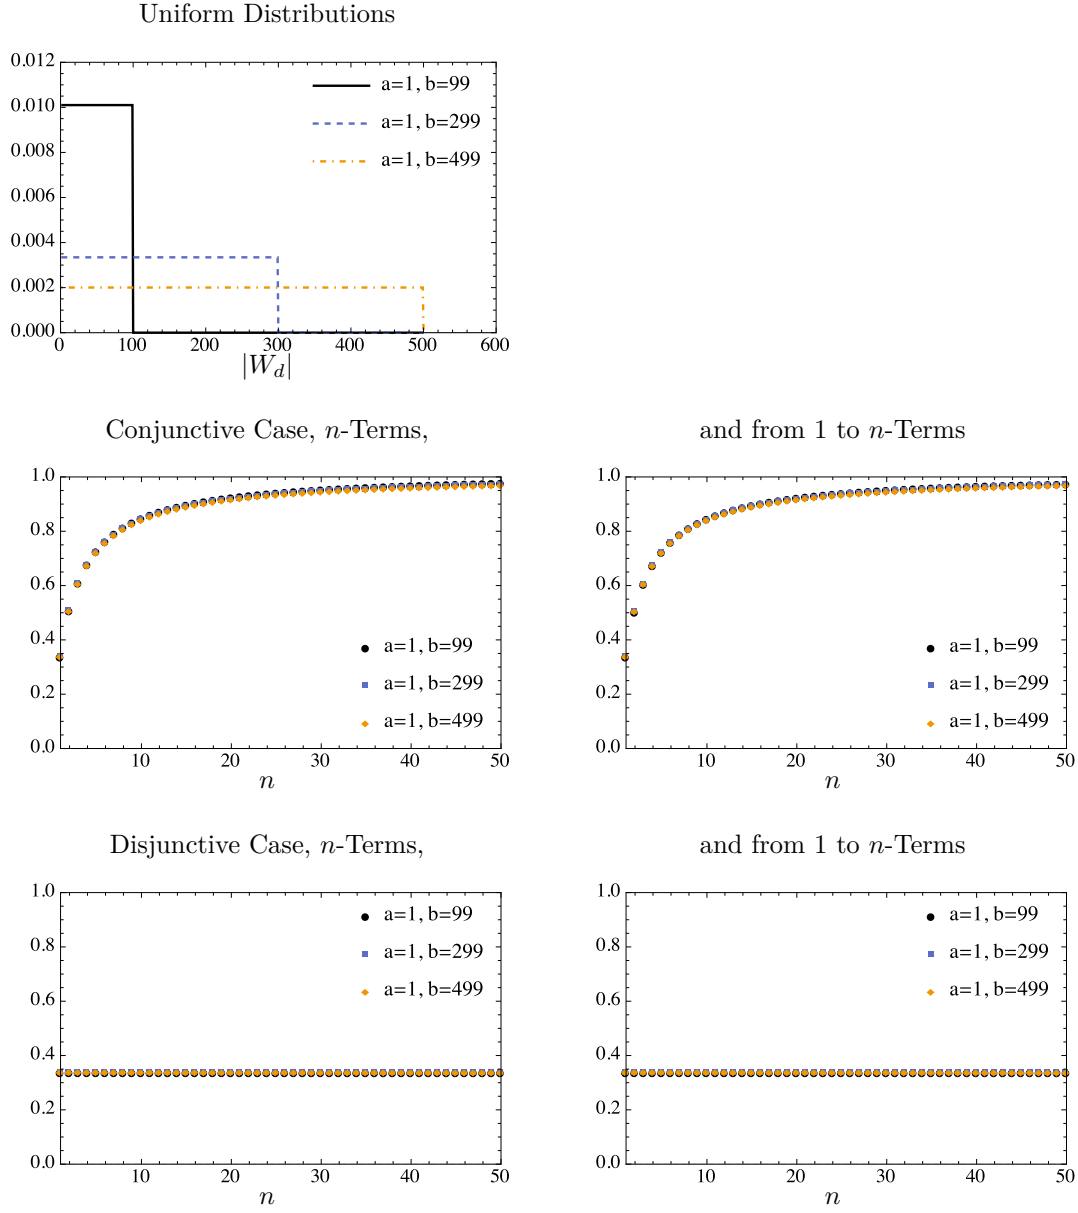 Uniform Distributions
0.012
0.010
0.008
0.006
0.004
0.002
0.000
a=1, b=99
a=1, b=299
a=1, b=499
0 100 200 300 400 500 600
|W_d|
Conjunctive Case, n-Terms,
1.0
0.8
0.6
0.4
0.2
0.0
a=1, b=99
a=1, b=299
a=1, b=499
10 20 30 40 50
n
and from 1 to n-Terms
1.0
0.8
0.6
0.4
0.2
0.0
a=1, b=99
a=1, b=299
a=1, b=499
10 20 30 40 50
n
Disjunctive Case, n-Terms,
1.0
0.8
0.6
0.4
0.2
0.0
a=1, b=99
a=1, b=299
a=1, b=499
10 20 30 40 50
n
and from 1 to n-Terms
1.0
0.8
0.6
0.4
0.2
0.0
a=1, b=99
a=1, b=299
a=1, b=499
10 20 30 40 50
n